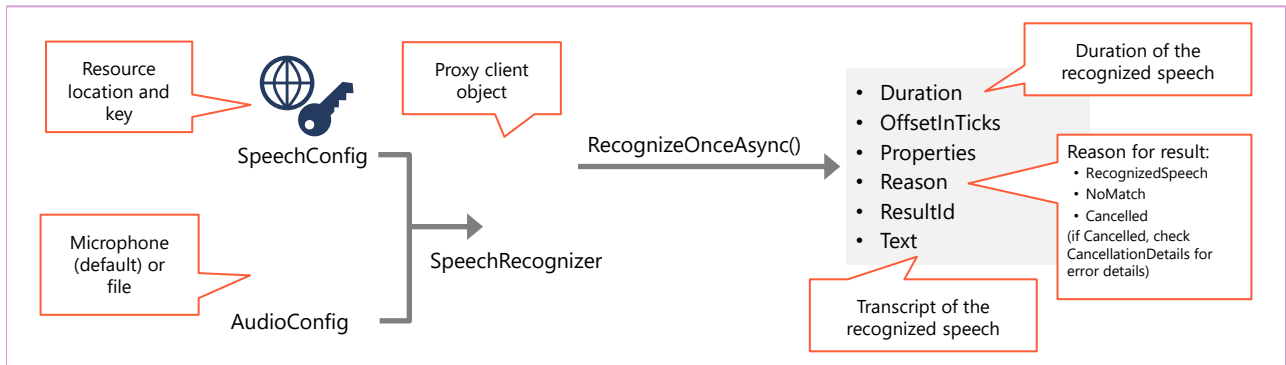 Resource
location and
key
SpeechConfig
Microphone
(default) or
file
AudioConfig
Proxy client
object
SpeechRecognizer
RecognizeOnceAsync()
• Duration
• OffsetInTicks
• Properties
• Reason
• ResultId
• Text
Duration of the
recognized speech
Reason for result:
• RecognizedSpeech
• NoMatch
• Cancelled
(if Cancelled, check
CancellationDetails for
error details)
Transcript of the
recognized speech